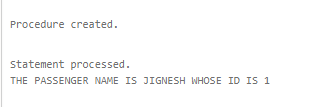 Procedure created.
Statement processed.
THE PASSENGER NAME IS JIGNESH WHOSE ID IS 1